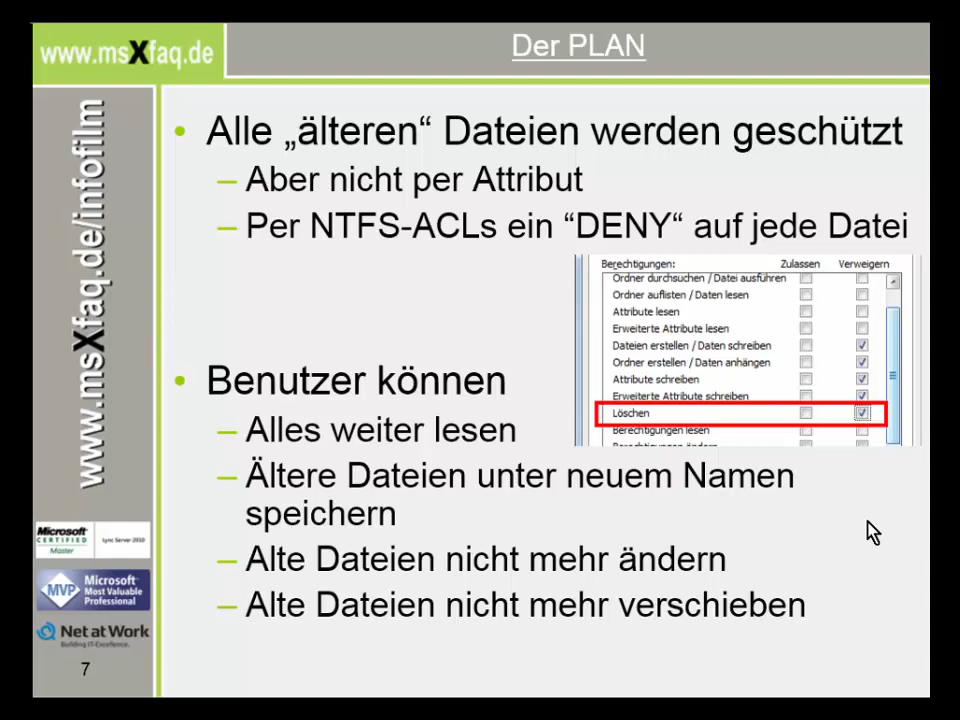 www.msXfaq.de
Der PLAN
www.msXfaq.de/infofilm
• Alle „älteren“ Dateien werden geschützt
– Aber nicht per Attribut
– Per NTFS-ACLs ein “DENY“ auf jede Datei
Berechtigungen: Zulassen Verweigern
Ordner durchsuchen / Datei ausführen
Ordner auflisten / Daten lesen
Attribute lesen
Erweiterte Attribute lesen
Dateien erstellen / Daten schreiben
Ordner erstellen / Daten anhängen
Attribute schreiben
Erweiterte Attribute schreiben
Löschen
Berechtigungen lesen
• Benutzer können
– Alles weiter lesen
– Ältere Dateien unter neuem Namen
speichern
– Alte Dateien nicht mehr ändern
– Alte Dateien nicht mehr verschieben
Microsoft
CERTIFIED
Master
Lync Server 2010
MVP
Microsoft
Most Valuable
Professional
Net at Work
Building IT-Excellence.
7